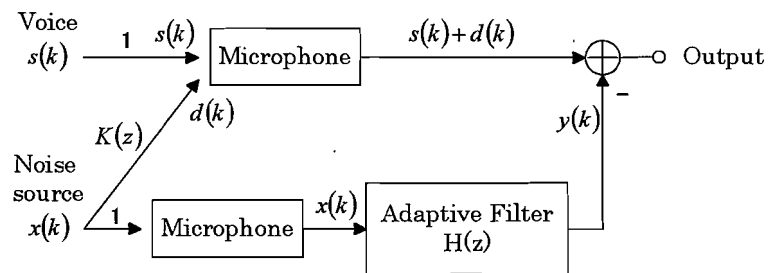 Voice
s(k)
1
s(k)
Microphone
s(k)+d(k)
Output
K(z)
d(k)
y(k)
−
Noise
source
x(k)
1
Microphone
x(k)
Adaptive Filter
H(z)